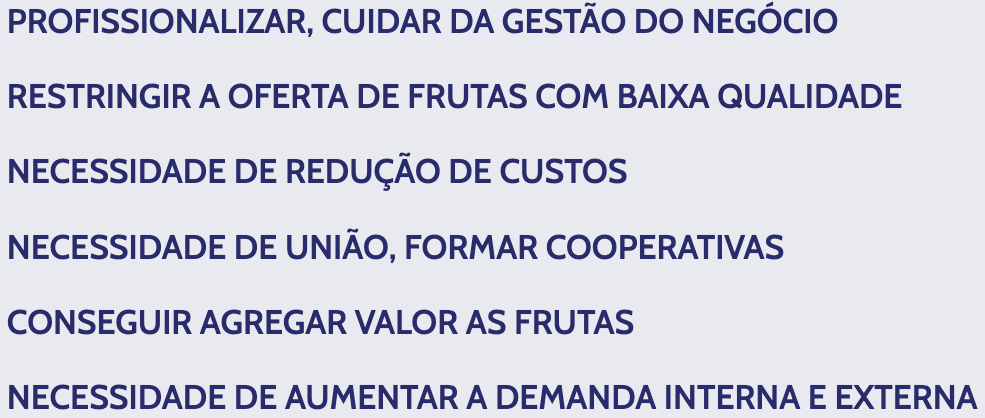 PROFISSIONALIZAR, CUIDAR DA GESTÃO DO NEGÓCIO
RESTRINGIR A OFERTA DE FRUTAS COM BAIXA QUALIDADE
NECESSIDADE DE REDUÇÃO DE CUSTOS
NECESSIDADE DE UNIÃO, FORMAR COOPERATIVAS
CONSEGUIR AGREGAR VALOR AS FRUTAS
NECESSIDADE DE AUMENTAR A DEMANDA INTERNA E EXTERNA